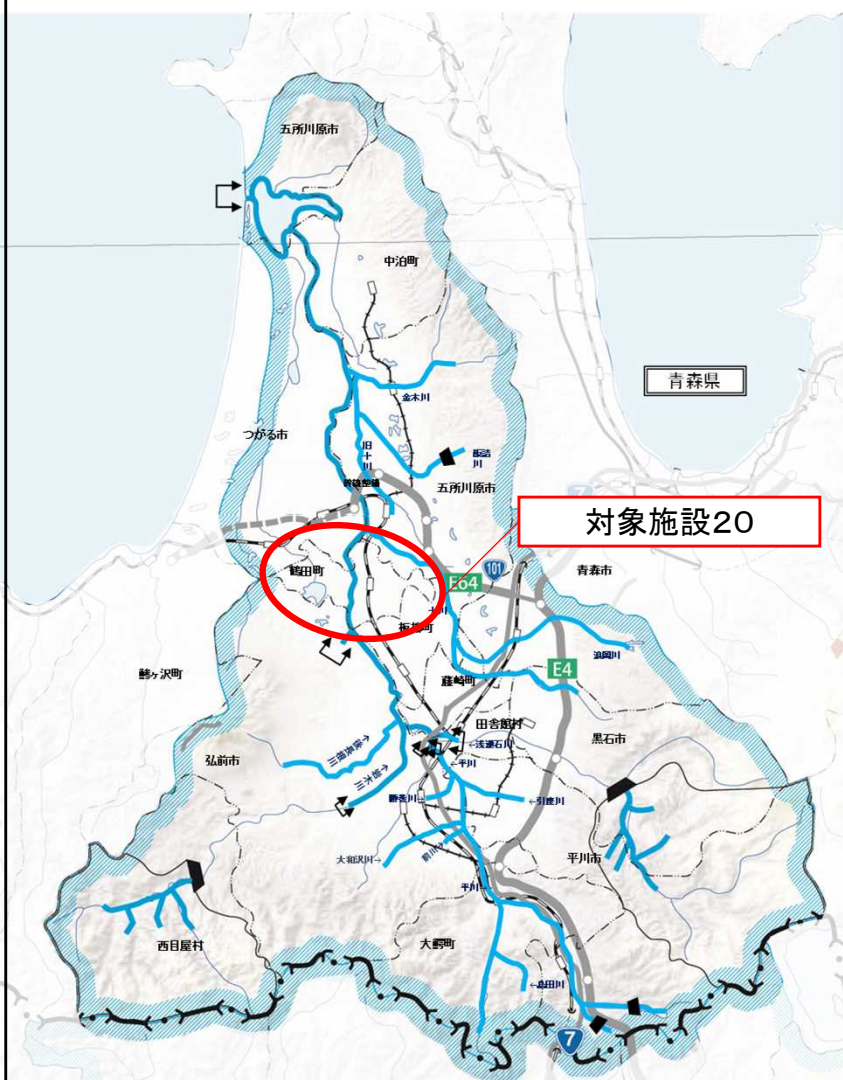 五所川原市
中泊町
青森県
金木川
つがる市
旧十川
飯詰川
五所川原市
対象施設20
鶴田町
101
青森市
E64
十川
板柳町
浪岡川
鰺ヶ沢町
藤崎町
E4
田舎館村
黒石市
弘前市
←浅瀬石川
←平川
←引座川
大和沢川→
平川市
平川→
西目屋村
大鰐町
7